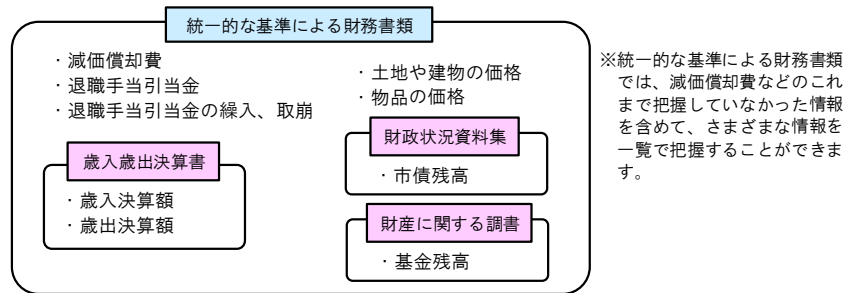 統一的な基準による財務書類
・減価償却費
・退職手当引当金
・退職手当引当金の繰入、取崩
・土地や建物の価格
・物品の価格
歳入歳出決算書
・歳入決算額
・歳出決算額
財政状況資料集
・市債残高
財産に関する調書
・基金残高
※統一的な基準による財務書類
では、減価償却費などのこれ
まで把握していなかった情報
を含めて、さまざまな情報を
一覧で把握することができま
す。